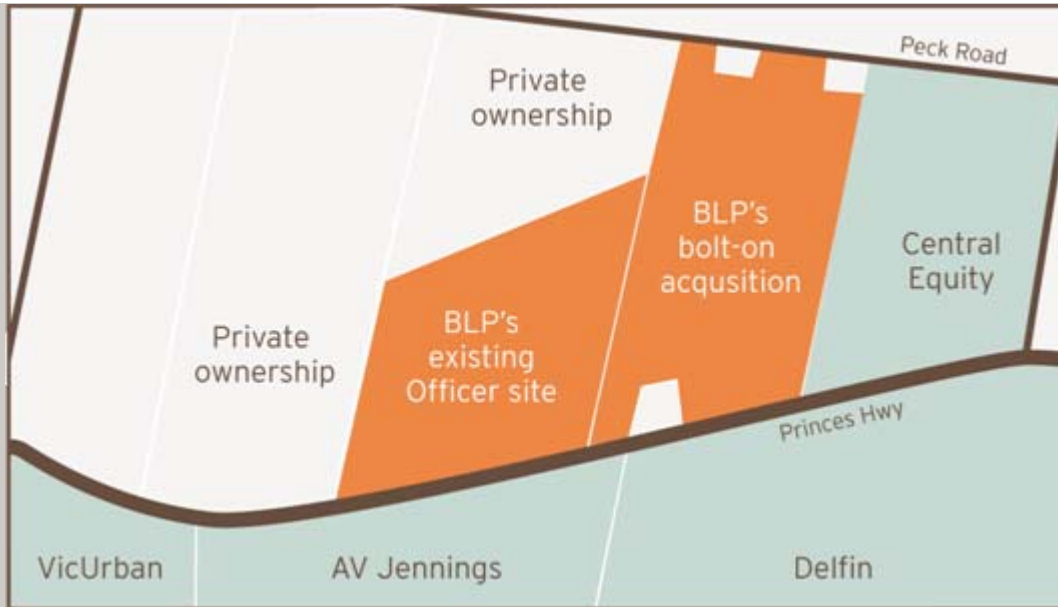 Peck Road
Private
ownership
BLP's
bolt-on
acqusition
Central
Equity
Private
ownership
BLP's
existing
Officer site
Princes Hwy
VicUrban
AV Jennings
Delfin